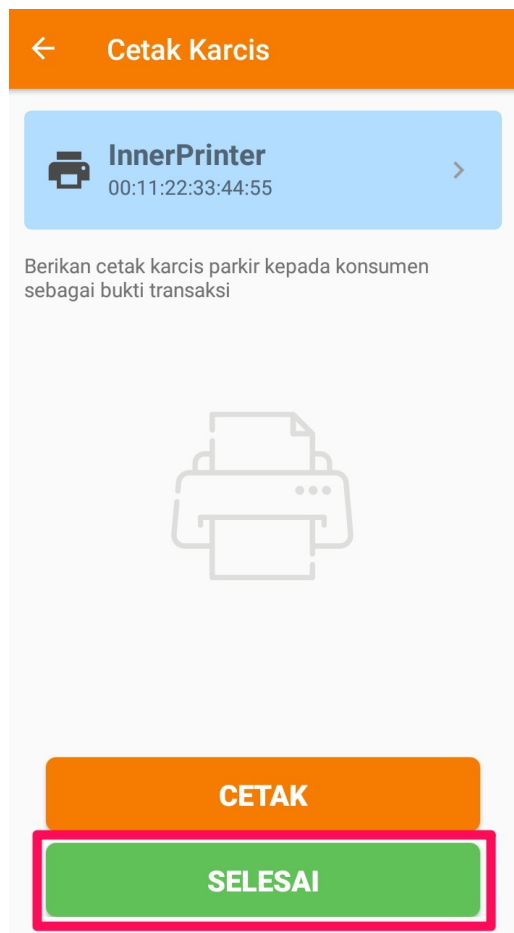 Cetak Karcis
InnerPrinter
00:11:22:33:44:55
Berikan cetak karcis parkir kepada konsumen
sebagai bukti transaksi
CETAK
SELESAI